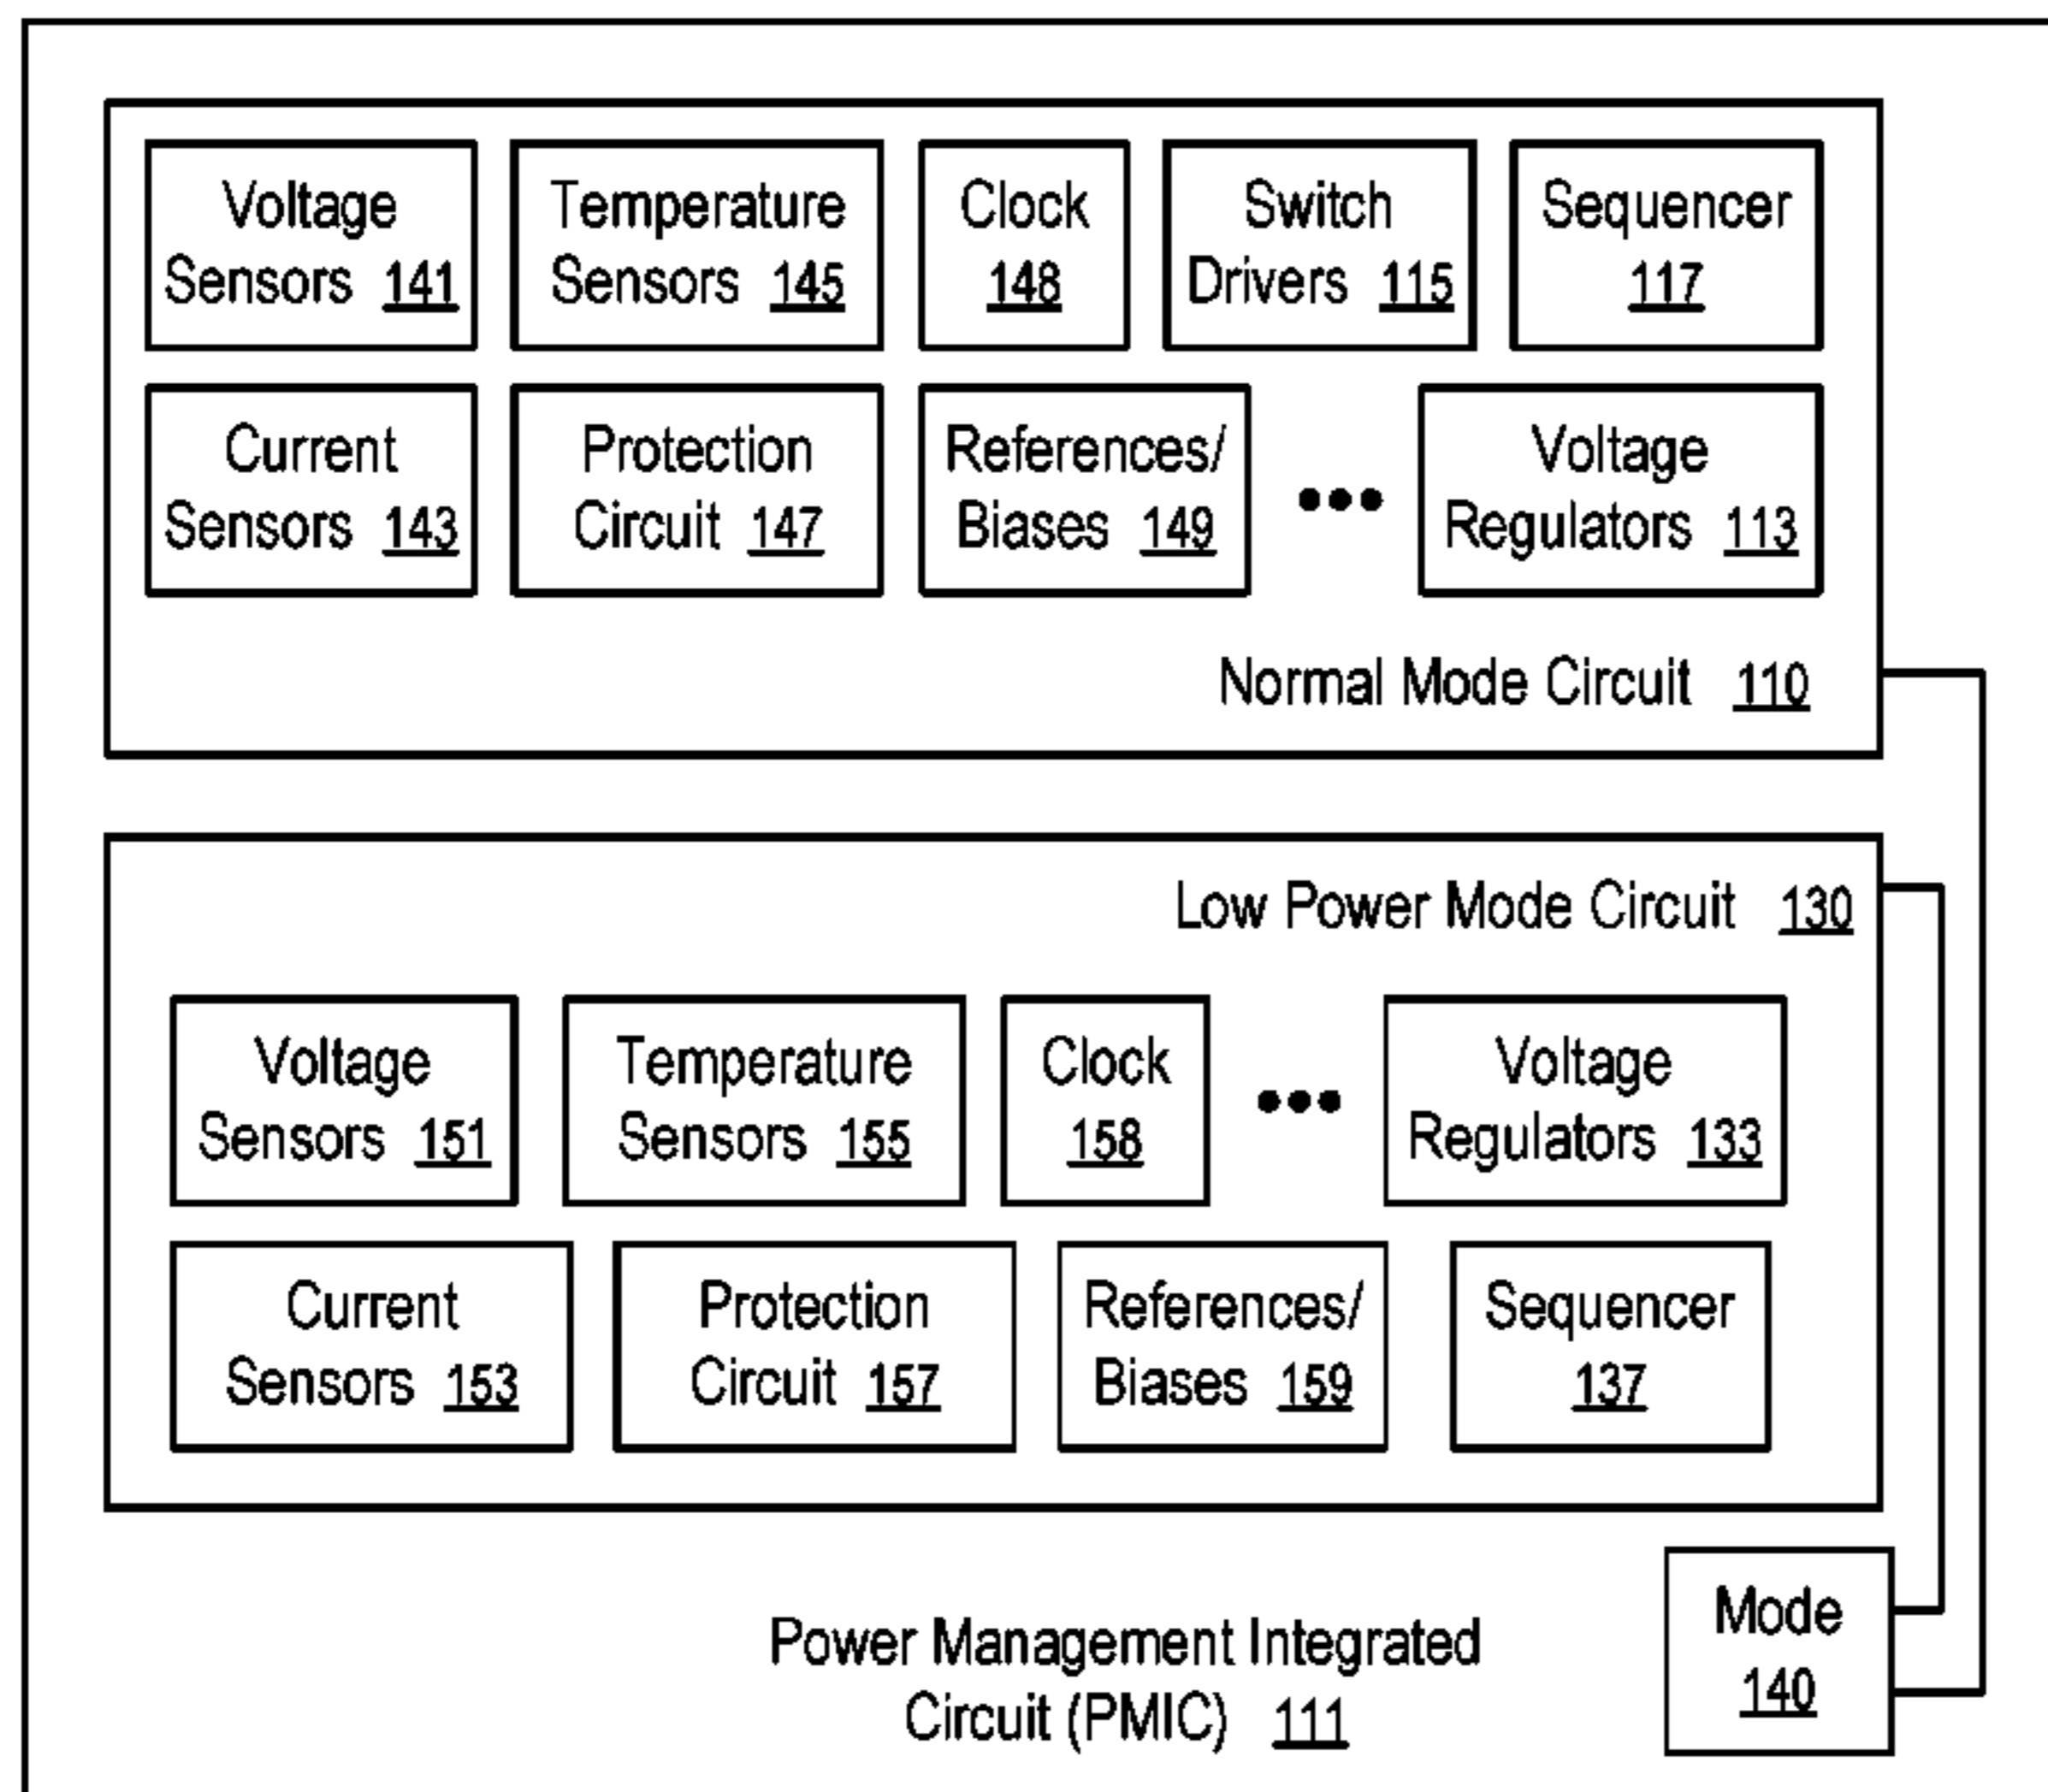 Voltage
Sensors 141
Temperature
Sensors 145
Clock
148
Switch
Drivers 115
Sequencer
117
Current
Sensors 143
Protection
Circuit 147
References/
Biases 149
•••
Voltage
Regulators 113
Normal Mode Circuit 110
Low Power Mode Circuit 130
Voltage
Sensors 151
Temperature
Sensors 155
Clock
158
•••
Voltage
Regulators 133
Current
Sensors 153
Protection
Circuit 157
References/
Biases 159
Sequencer
137
Mode
140
Power Management Integrated
Circuit (PMIC) 111